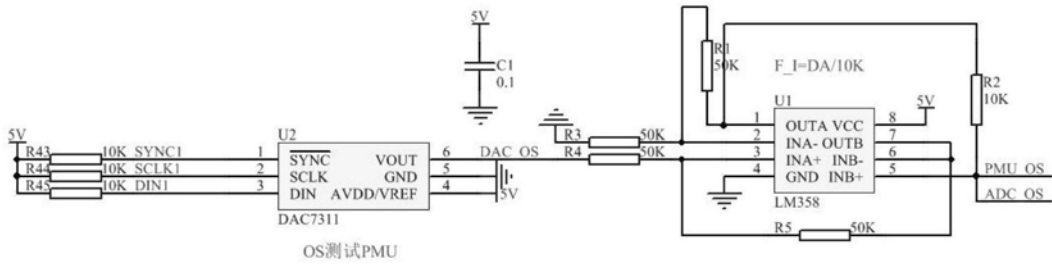 5V
C1
0.1
R1
50K
F_I=DA/10K
R2
10K
5V
R43 10K SYNC1 1
R44 10K SCLK1 2
R45 10K DIN1 3
U2
SYNC VOUT
SCLK GND
DIN AVDD/VREF
DAC7311
6 DAC_OS
5
4 5V
R3 50K
R4 50K
U1
1 OUTA VCC 8 5V
2 INA- OUTB 7
3 INA+ INB- 6
4 GND INB+ 5
LM358
PMU_OS
ADC_OS
R5 50K
OS测试PMU